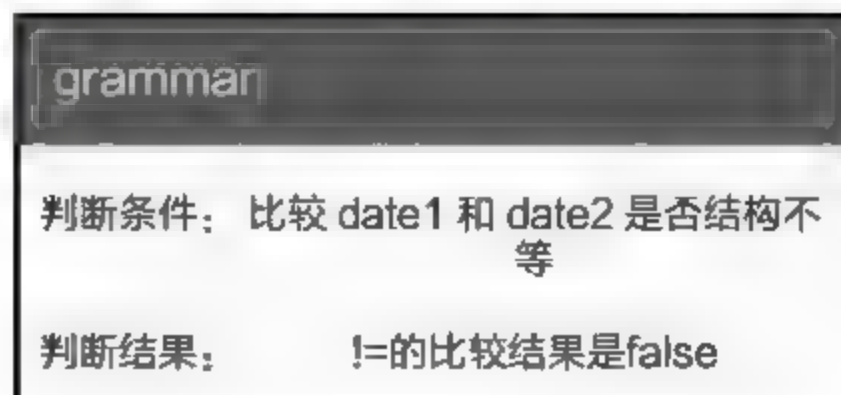 grammar
判断条件： 比较 date1 和 date2 是否结构不
等
判断结果： !=的比较结果是false